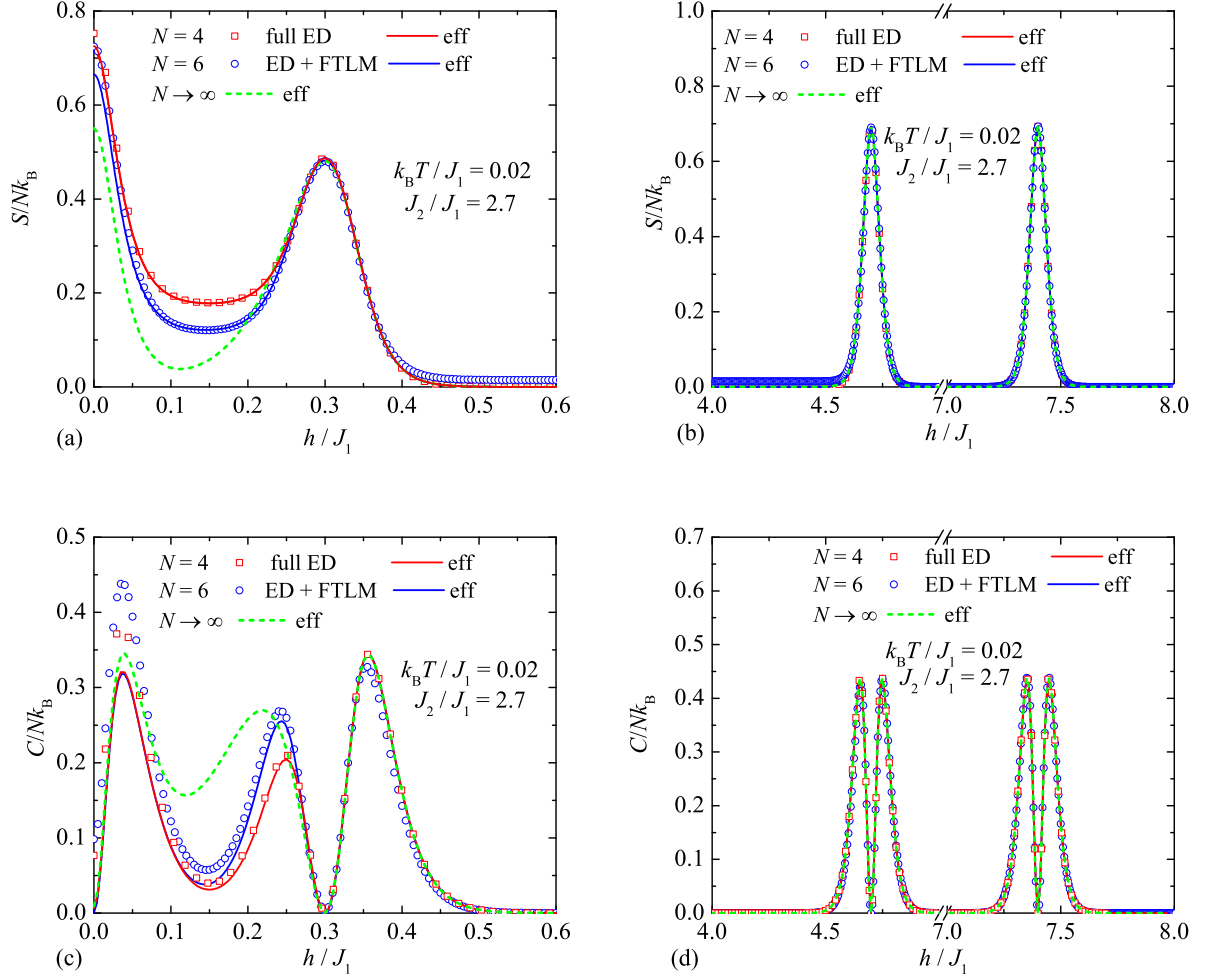 S/Nk_B
1.0
0.8
0.6
0.4
0.2
0.0
N = 4 full ED eff
N = 6 ED + FTLM eff
N → ∞ eff
k_BT / J_1 = 0.02
J_2 / J_1 = 2.7
0.0 0.1 0.2 0.3 0.4 0.5 0.6
(a) h / J_1
S/Nk_B
1.0
0.8
0.6
0.4
0.2
0.0
N = 4 full ED eff
N = 6 ED + FTLM eff
N → ∞ eff
k_BT / J_1 = 0.02
J_2 / J_1 = 2.7
4.0 4.5 7.0 7.5 8.0
(b) h / J_1
C/Nk_B
0.5
0.4
0.3
0.2
0.1
0.0
N = 4 full ED eff
N = 6 ED + FTLM eff
N → ∞ eff
k_BT / J_1 = 0.02
J_2 / J_1 = 2.7
0.0 0.1 0.2 0.3 0.4 0.5 0.6
(c) h / J_1
C/Nk_B
0.7
0.6
0.5
0.4
0.3
0.2
0.1
0.0
N = 4 full ED eff
N = 6 ED + FTLM eff
N → ∞ eff
k_BT / J_1 = 0.02
J_2 / J_1 = 2.7
4.0 4.5 7.0 7.5 8.0
(d) h / J_1